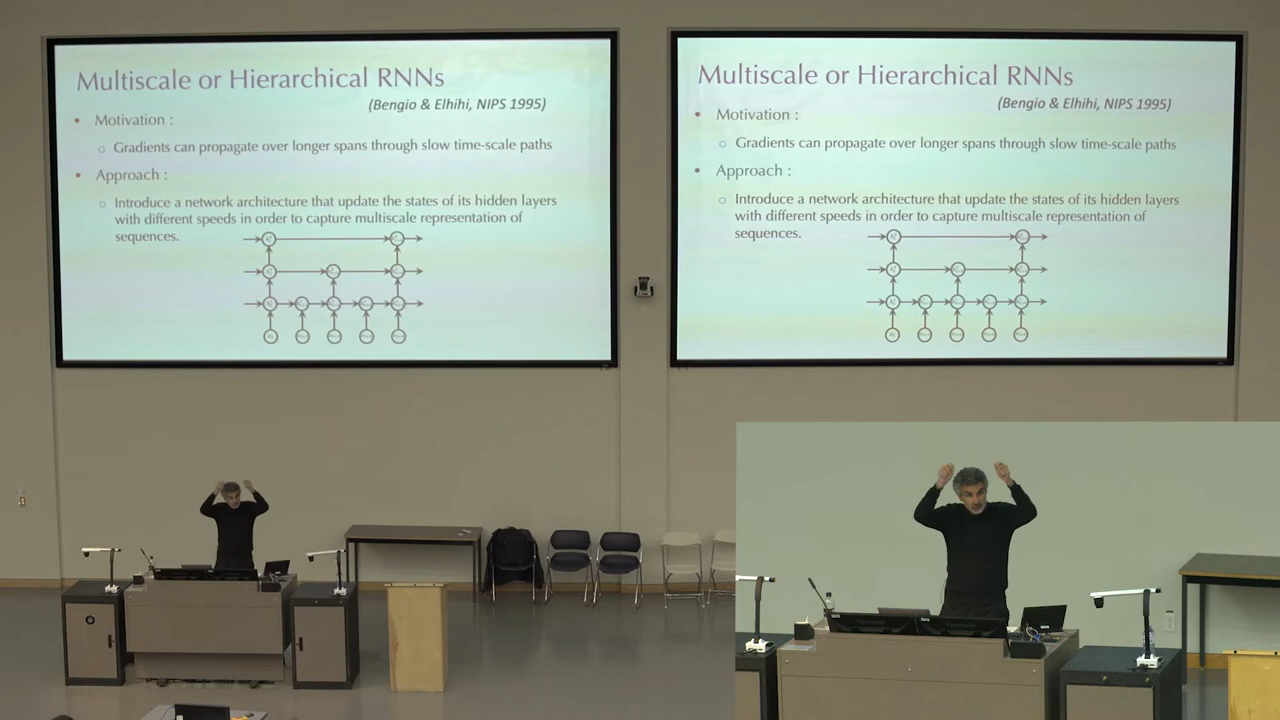 Multiscale or Hierarchical RNNs
(Bengio & Elhihi, NIPS 1995)
• Motivation :
○ Gradients can propagate over longer spans through slow time-scale paths
• Approach :
○ Introduce a network architecture that update the states of its hidden layers
with different speeds in order to capture multiscale representation of
sequences.
Multiscale or Hierarchical RNNs
(Bengio & Elhihi, NIPS 1995)
• Motivation :
○ Gradients can propagate over longer spans through slow time-scale paths
• Approach :
○ Introduce a network architecture that update the states of its hidden layers
with different speeds in order to capture multiscale representation of
sequences.